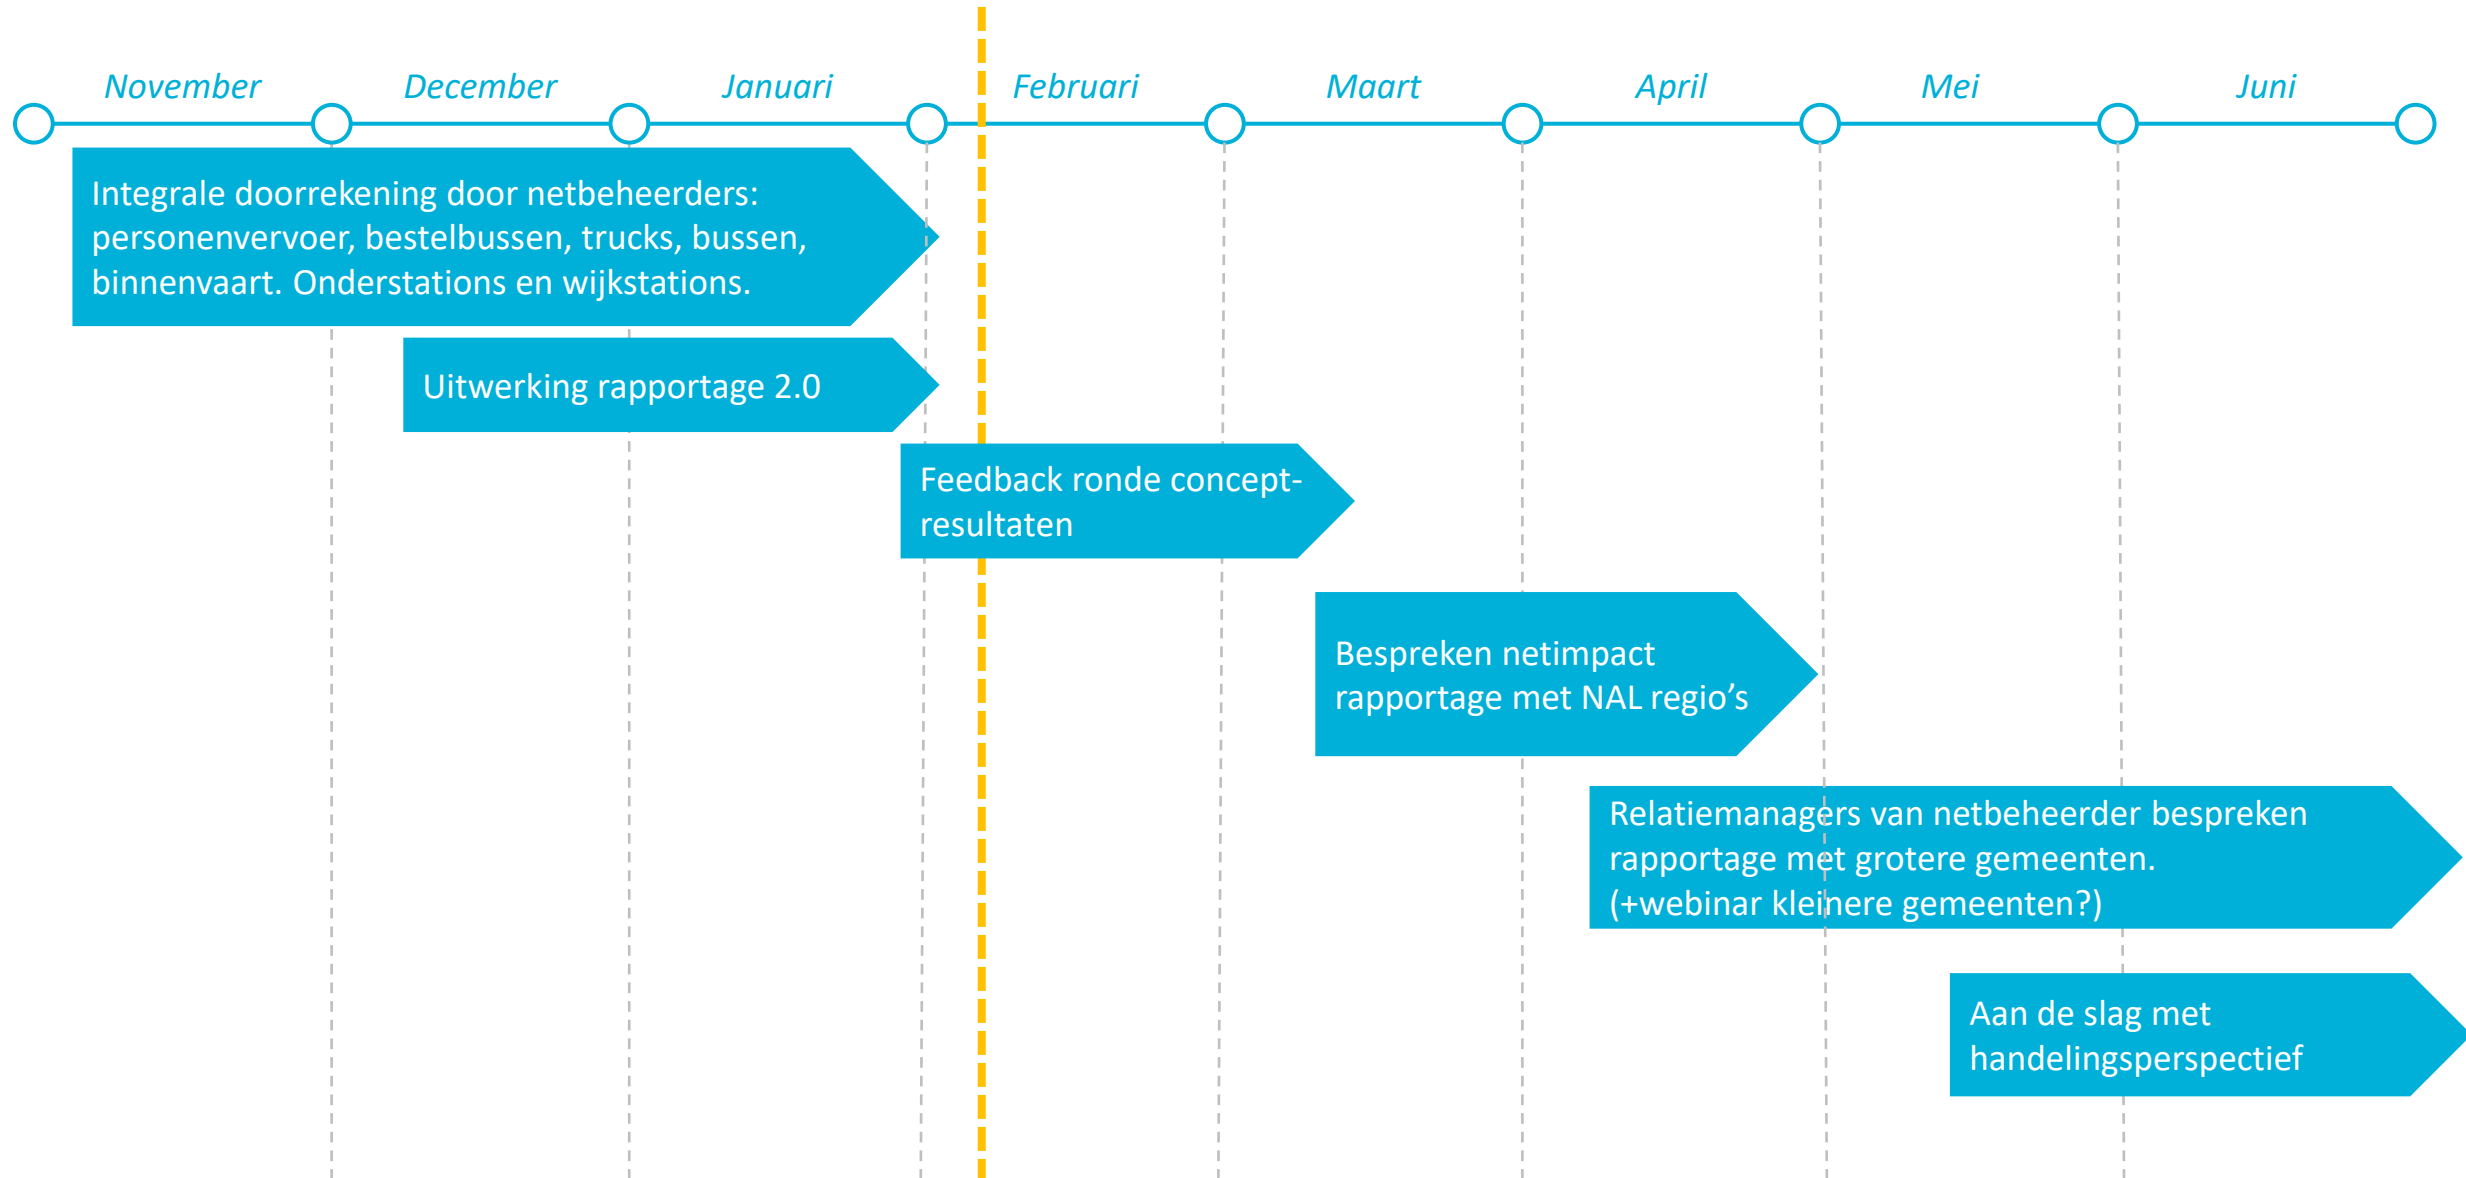 November December Januari Februari Maart April Mei Juni
Integrale doorrekening door netbeheerders:
personenvervoer, bestelbussen, trucks, bussen,
binnenvaart. Onderstations en wijkstations.
Uitwerking rapportage 2.0
Feedback ronde concept-
resultaten
Bespreken netimpact
rapportage met NAL regio’s
Relatiemanagers van netbeheerder bespreken
rapportage met grotere gemeenten.
(+webinar kleinere gemeenten?)
Aan de slag met
handelingsperspectief